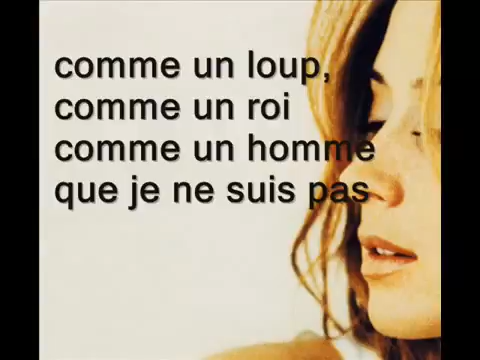 comme un loup,
comme un roi
comme un homme
que je ne suis pas